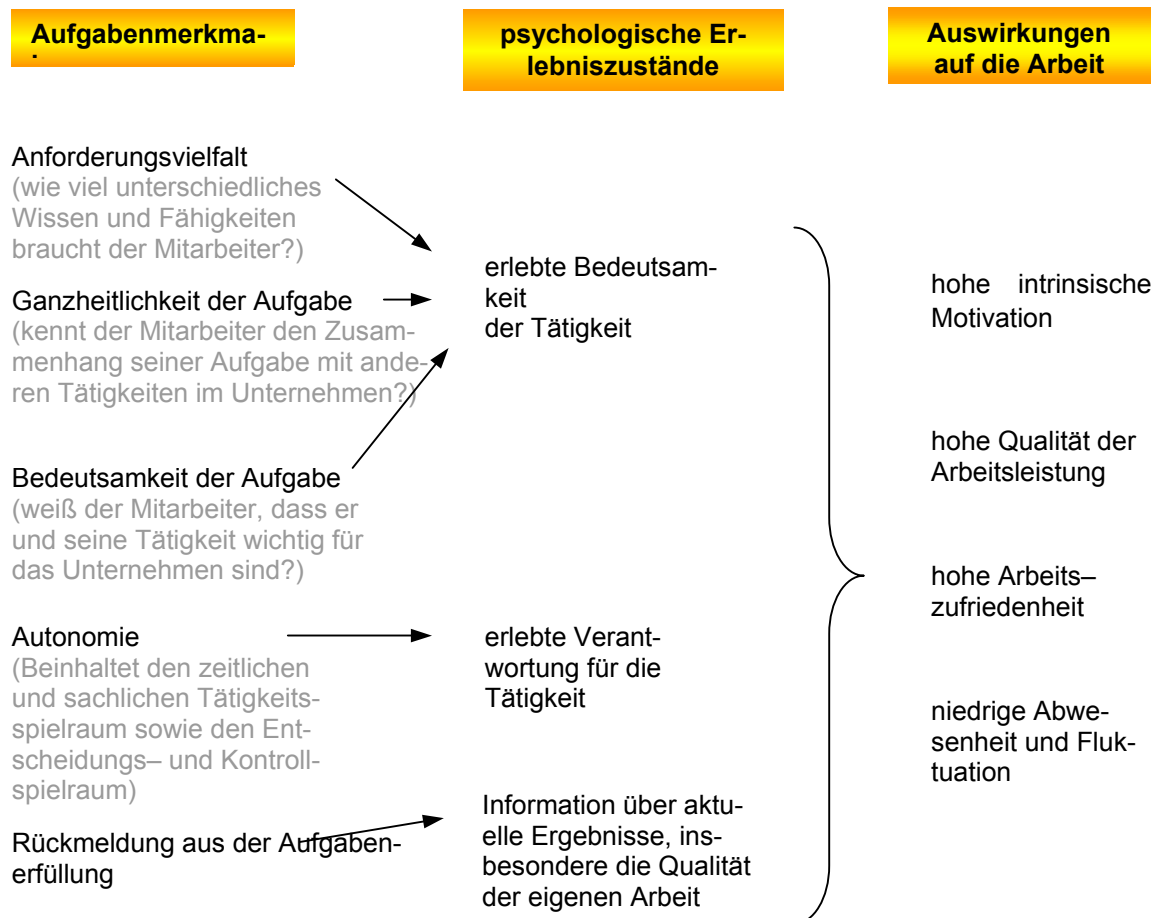 Aufgabenmerkma-
psychologische Er-
lebniszustände
Auswirkungen
auf die Arbeit
Anforderungsvielfalt
(wie viel unterschiedliches
Wissen und Fähigkeiten
braucht der Mitarbeiter?)
Ganzheitlichkeit der Aufgabe
(kennt der Mitarbeiter den Zusam-
menhang seiner Aufgabe mit ande-
ren Tätigkeiten im Unternehmen?)
Bedeutsamkeit der Aufgabe
(weiß der Mitarbeiter, dass er
und seine Tätigkeit wichtig für
das Unternehmen sind?)
Autonomie
(Beinhaltet den zeitlichen
und sachlichen Tätigkeits-
spielraum sowie den Ent-
scheidungs– und Kontroll-
spielraum)
Rückmeldung aus der Aufgaben-
erfüllung
erlebte Bedeutsam-
keit
der Tätigkeit
erlebte Verant-
wortung für die
Tätigkeit
Information über aktu-
elle Ergebnisse, ins-
besondere die Qualität
der eigenen Arbeit
hohe intrinsische
Motivation
hohe Qualität der
Arbeitsleistung
hohe Arbeits–
zufriedenheit
niedrige Abwe-
senheit und Fluk-
tuation